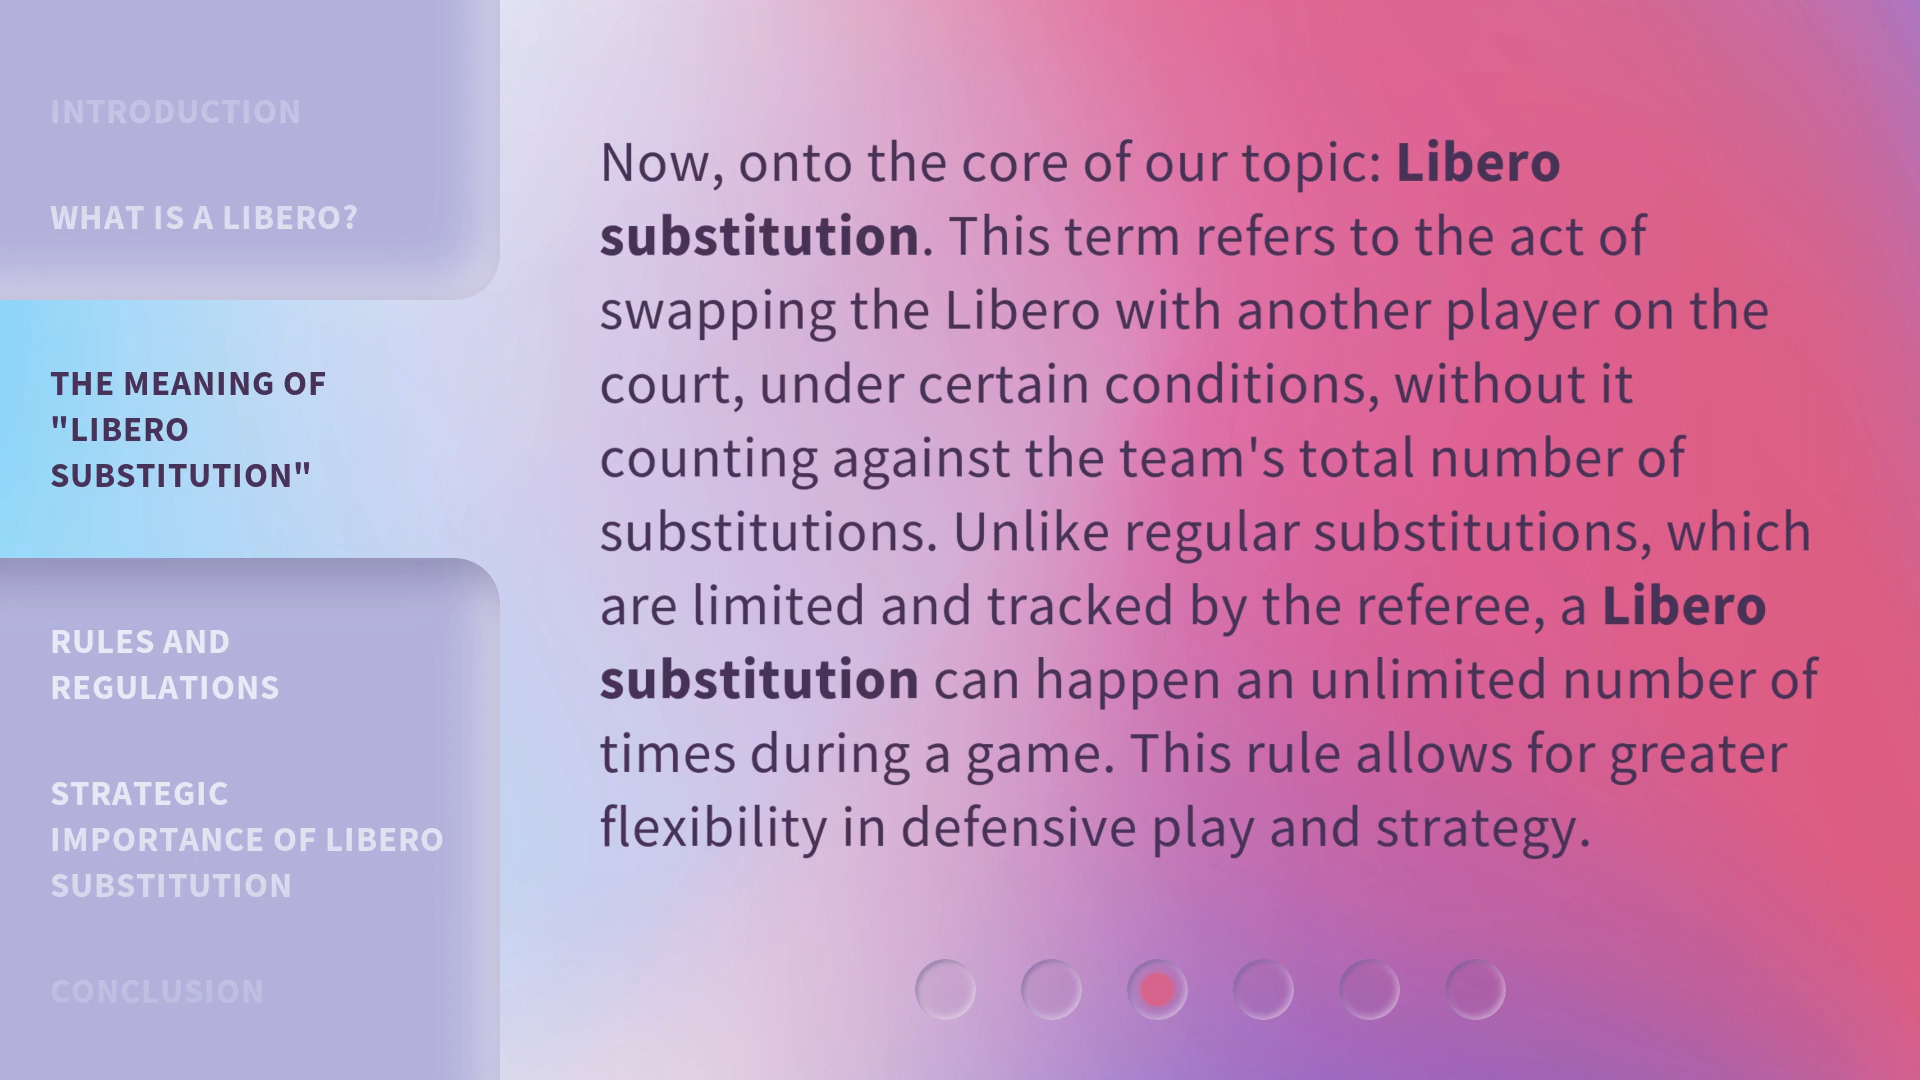 INTRODUCTION
WHAT IS A LIBERO?
THE MEANING OF
"LIBERO
SUBSTITUTION"
RULES AND
REGULATIONS
STRATEGIC
IMPORTANCE OF LIBERO
SUBSTITUTION
CONCLUSION
Now, onto the core of our topic: Libero
substitution. This term refers to the act of
swapping the Libero with another player on the
court, under certain conditions, without it
counting against the team's total number of
substitutions. Unlike regular substitutions, which
are limited and tracked by the referee, a Libero
substitution can happen an unlimited number of
times during a game. This rule allows for greater
flexibility in defensive play and strategy.